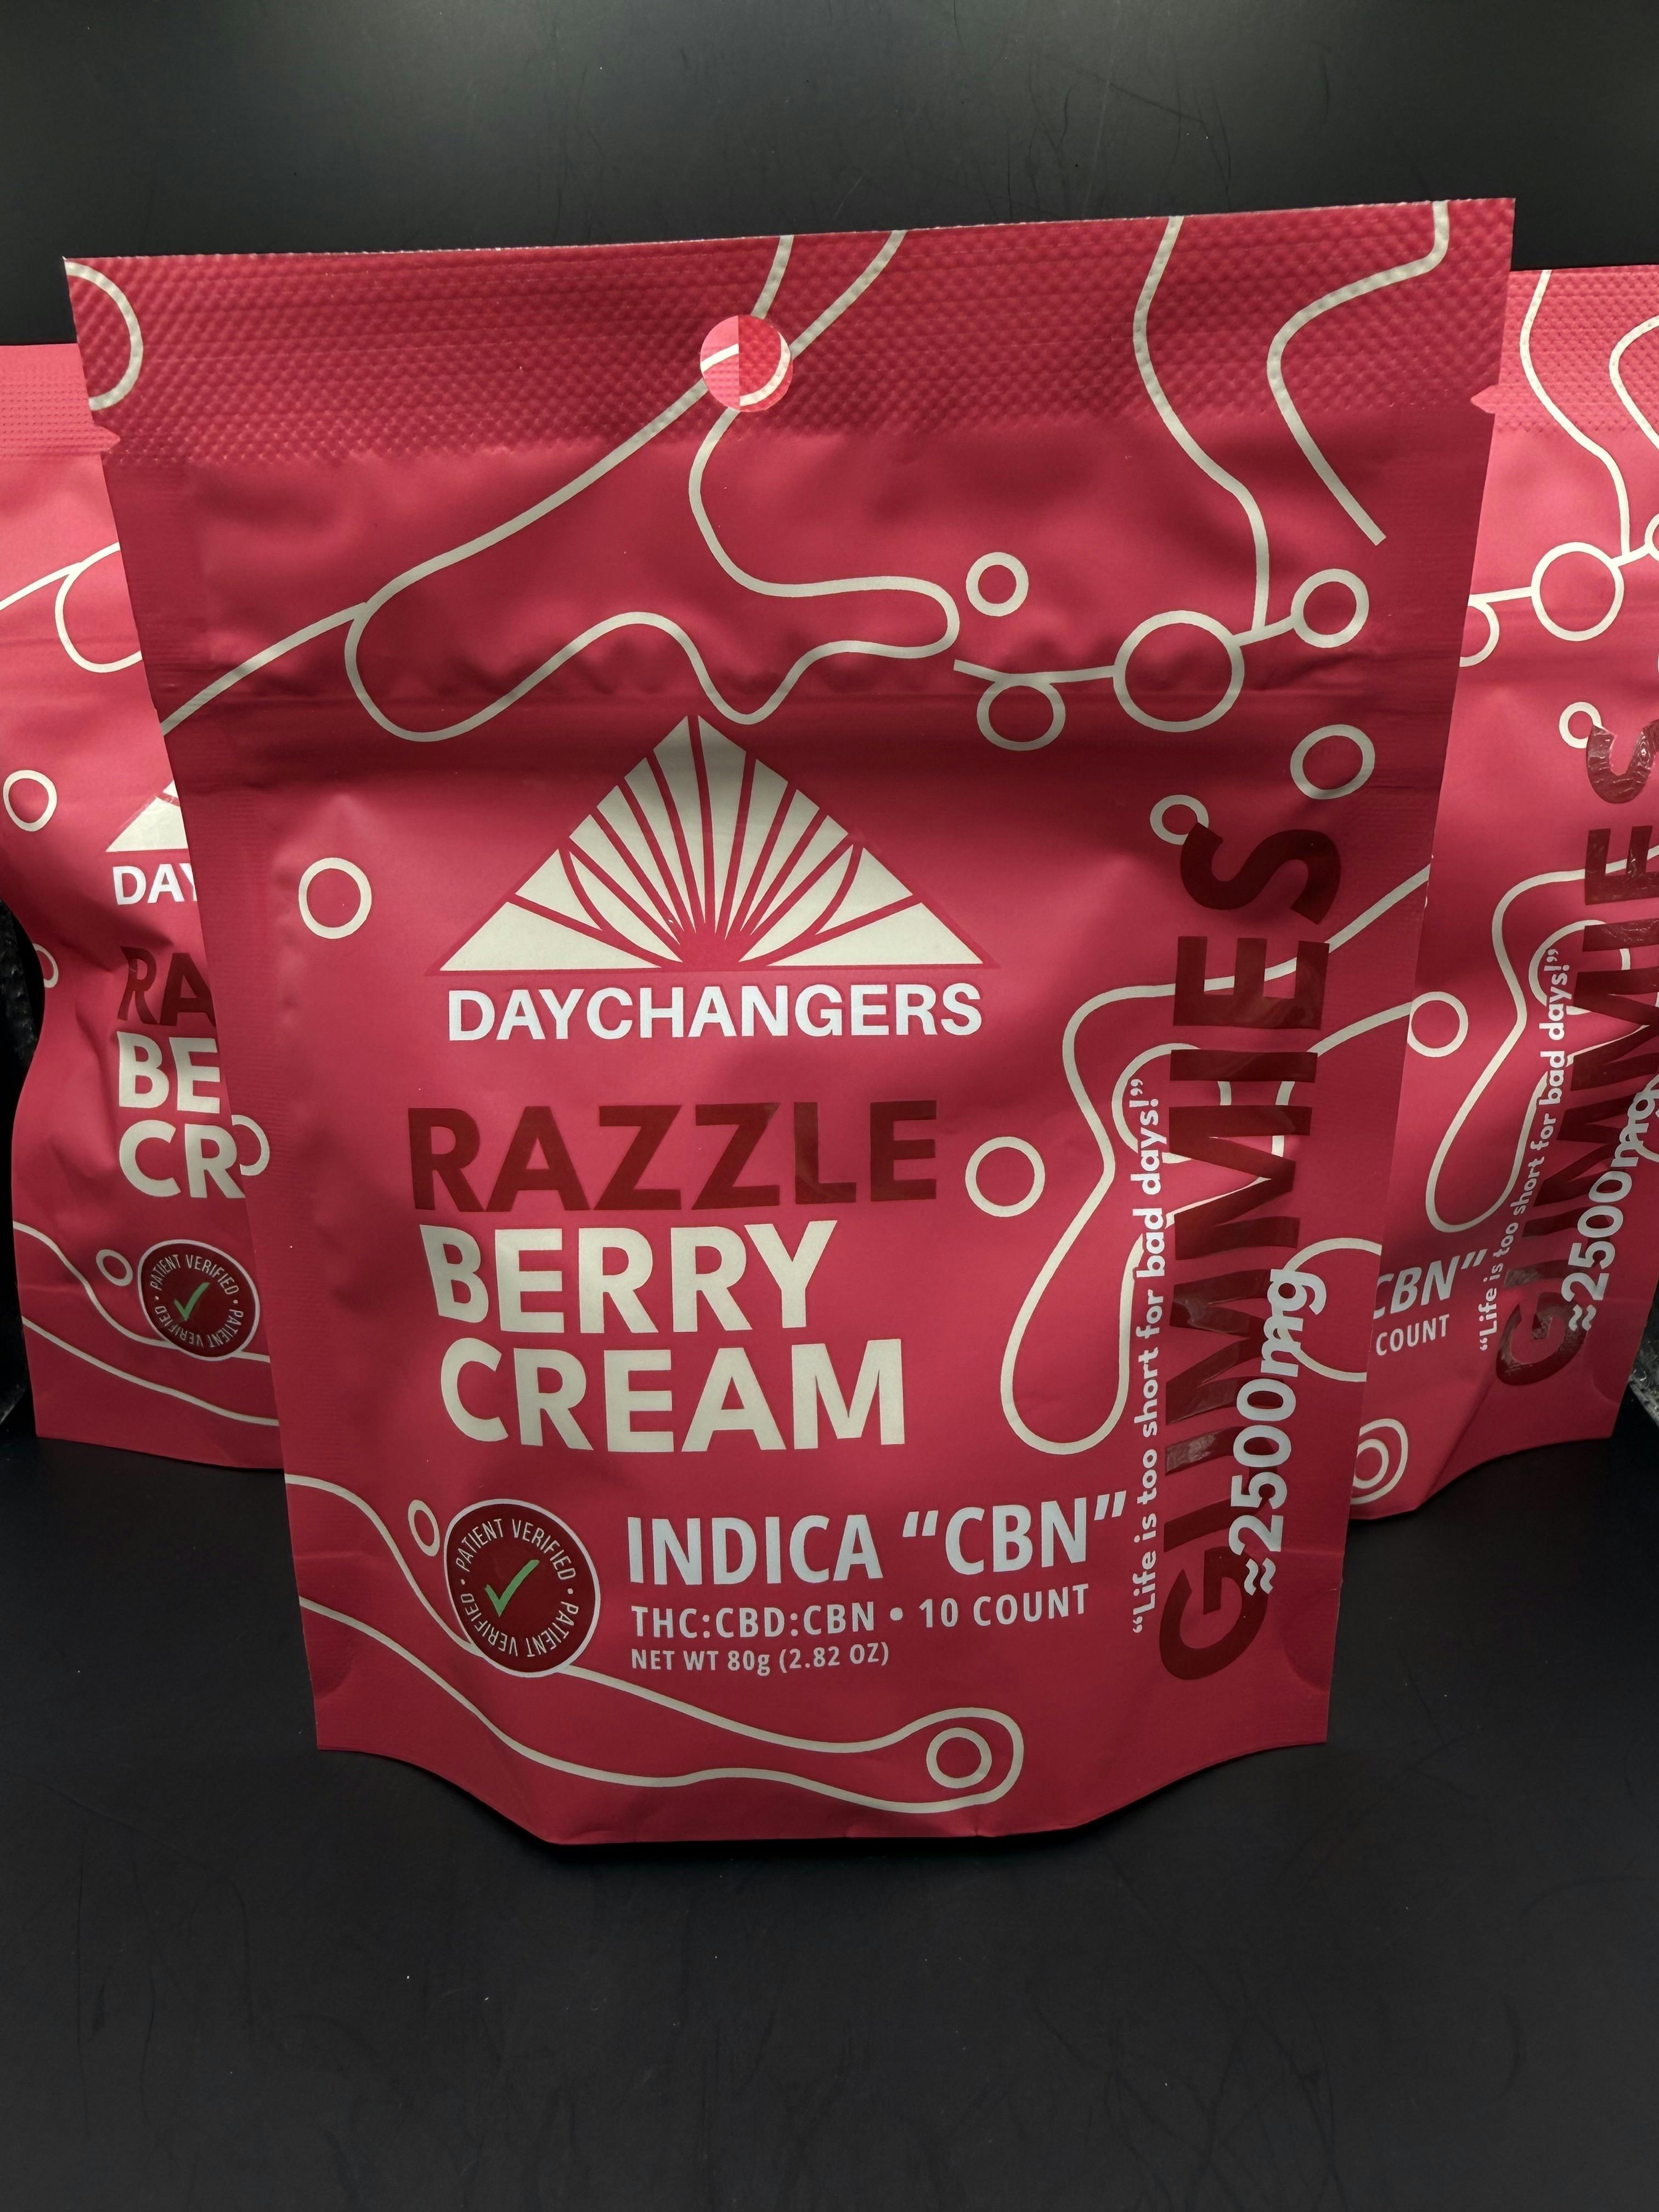 DAYCHANGERS
RAZZLE
BERRY
CREAM
PATIENT VERIFIED • PATIENT VERIFIED •
INDICA “CBN”
THC:CBD:CBN • 10 COUNT
NET WT 80g (2.82 OZ)
“Life is too short for bad days!”
GUMMIES
≈2500mg
DAY
RA
BE
CR
PATIENT VERIFIED • PATIENT VERIFIED •
CBN”
COUNT
“Life is too short for bad days!”
GUMMIES
≈2500mg